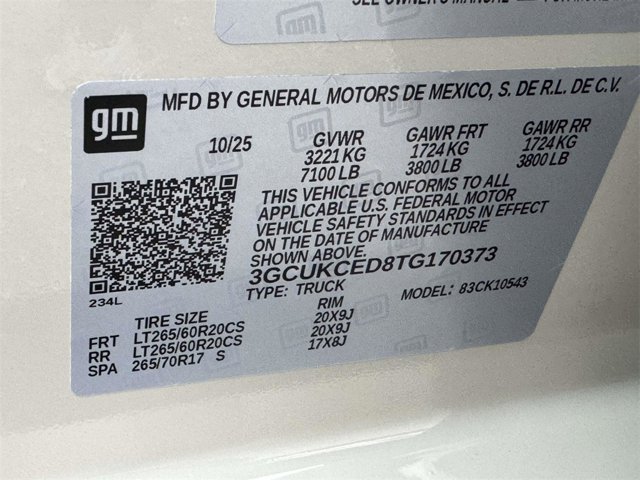 SEE OWNER'S MANUAL
gm
MFD BY GENERAL MOTORS DE MEXICO, S. DE R.L. DE C.V.
10/25 GVWR GAWR FRT GAWR RR
3221 KG 1724 KG 1724 KG
7100 LB 3800 LB 3800 LB
THIS VEHICLE CONFORMS TO ALL
APPLICABLE U.S. FEDERAL MOTOR
VEHICLE SAFETY STANDARDS IN EFFECT
ON THE DATE OF MANUFACTURE
SHOWN ABOVE.
3GCUKCED8TG170373
234L
TYPE: TRUCK MODEL: 83CK10543
TIRE SIZE RIM
FRT LT265/60R20CS 20X9J
RR LT265/60R20CS 20X9J
SPA 265/70R17 S 17X8J